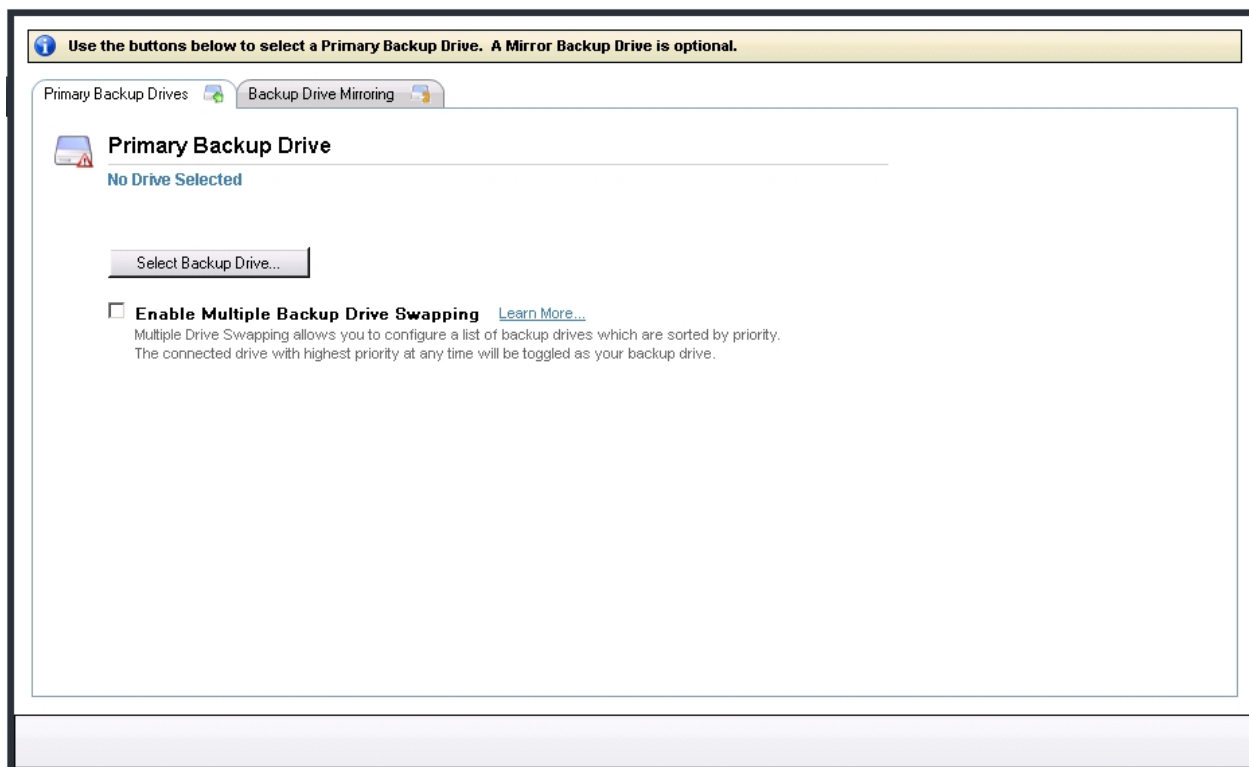 Use the buttons below to select a Primary Backup Drive. A Mirror Backup Drive is optional.
Primary Backup Drives
Backup Drive Mirroring
Primary Backup Drive
No Drive Selected
Select Backup Drive...
Enable Multiple Backup Drive Swapping Learn More...
Multiple Drive Swapping allows you to configure a list of backup drives which are sorted by priority.
The connected drive with highest priority at any time will be toggled as your backup drive.